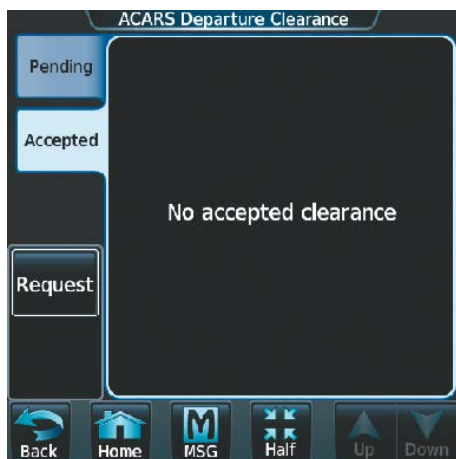 ACARS Departure Clearance
Pending
Accepted
No accepted clearance
Request
Back
Home
MSG
Half
Up
Down